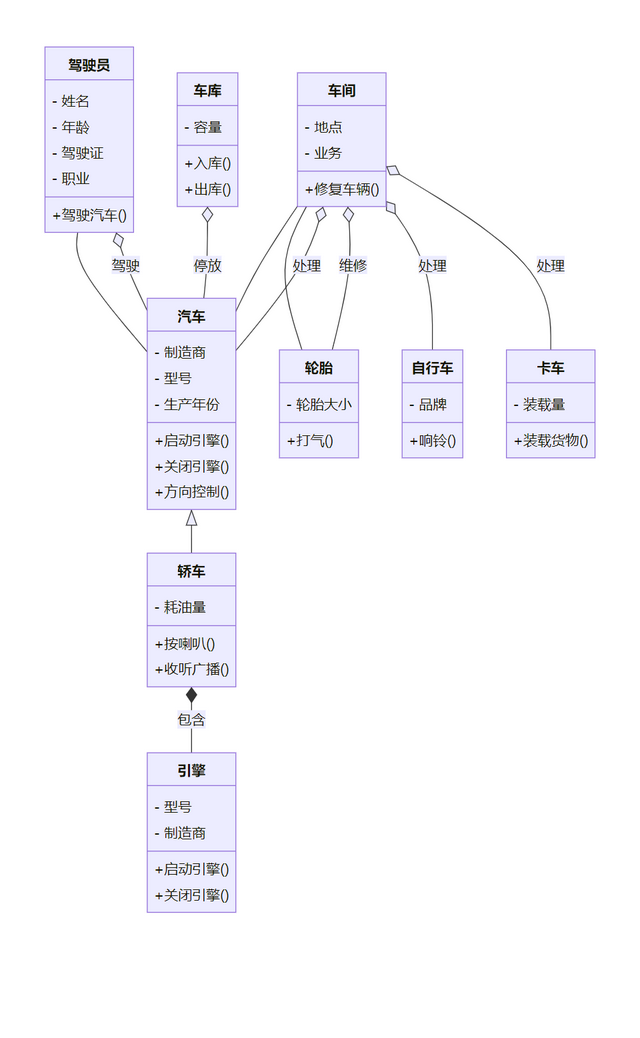 驾驶员
- 姓名
- 年龄
- 驾驶证
- 职业
+驾驶汽车()
车库
- 容量
+入库()
+出库()
车间
- 地点
- 业务
+修复车辆()
驾驶
停放
处理
维修
处理
处理
汽车
- 制造商
- 型号
- 生产年份
+启动引擎()
+关闭引擎()
+方向控制()
轮胎
- 轮胎大小
+打气()
自行车
- 品牌
+响铃()
卡车
- 装载量
+装载货物()
轿车
- 耗油量
+按喇叭()
+收听广播()
包含
引擎
- 型号
- 制造商
+启动引擎()
+关闭引擎()